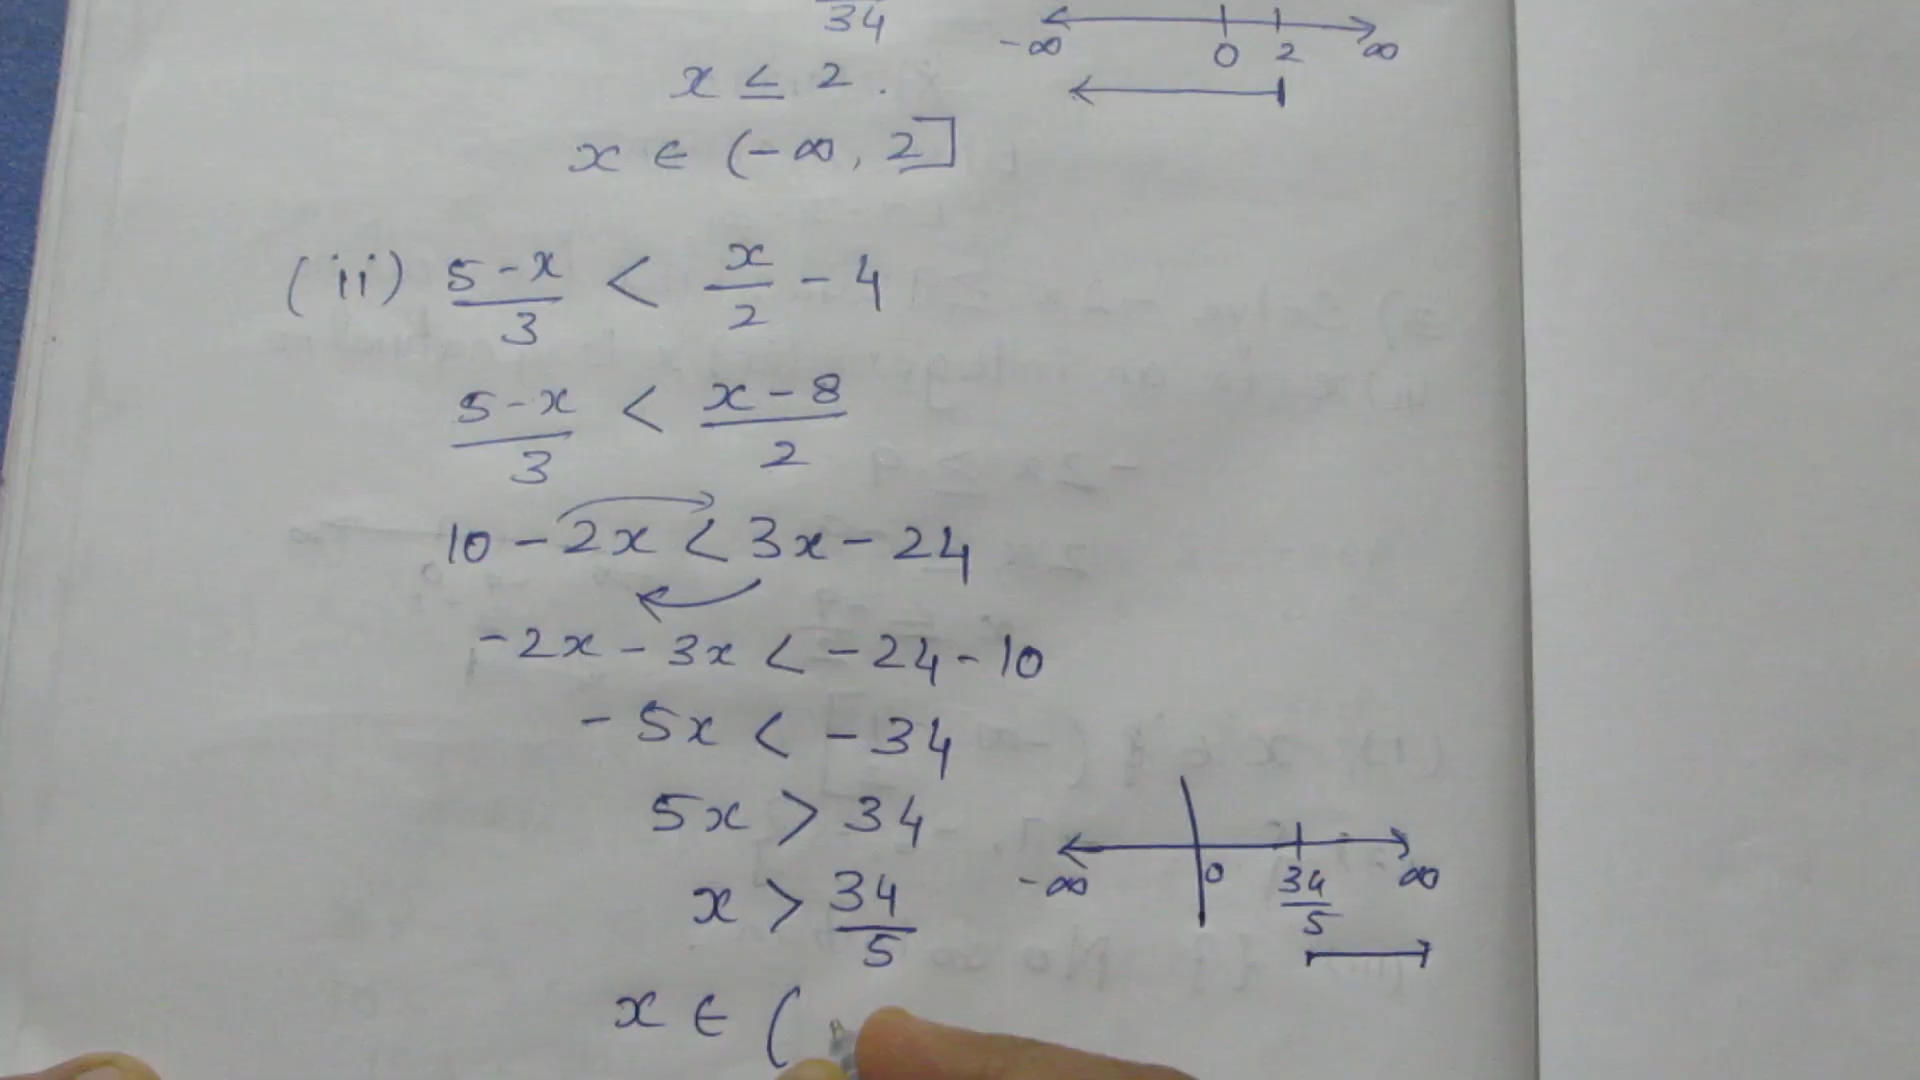 34
-∞ 0 2 ∞
x ≤ 2 .
x ∈ (-∞, 2]
(ii) 5-x/3 < x/2 - 4
5-x/3 < x-8/2
10 - 2x < 3x - 24
-2x - 3x < -24 - 10
-5x < -34
5x > 34
x > 34/5
-∞ 0 34/5 ∞
x ∈ (